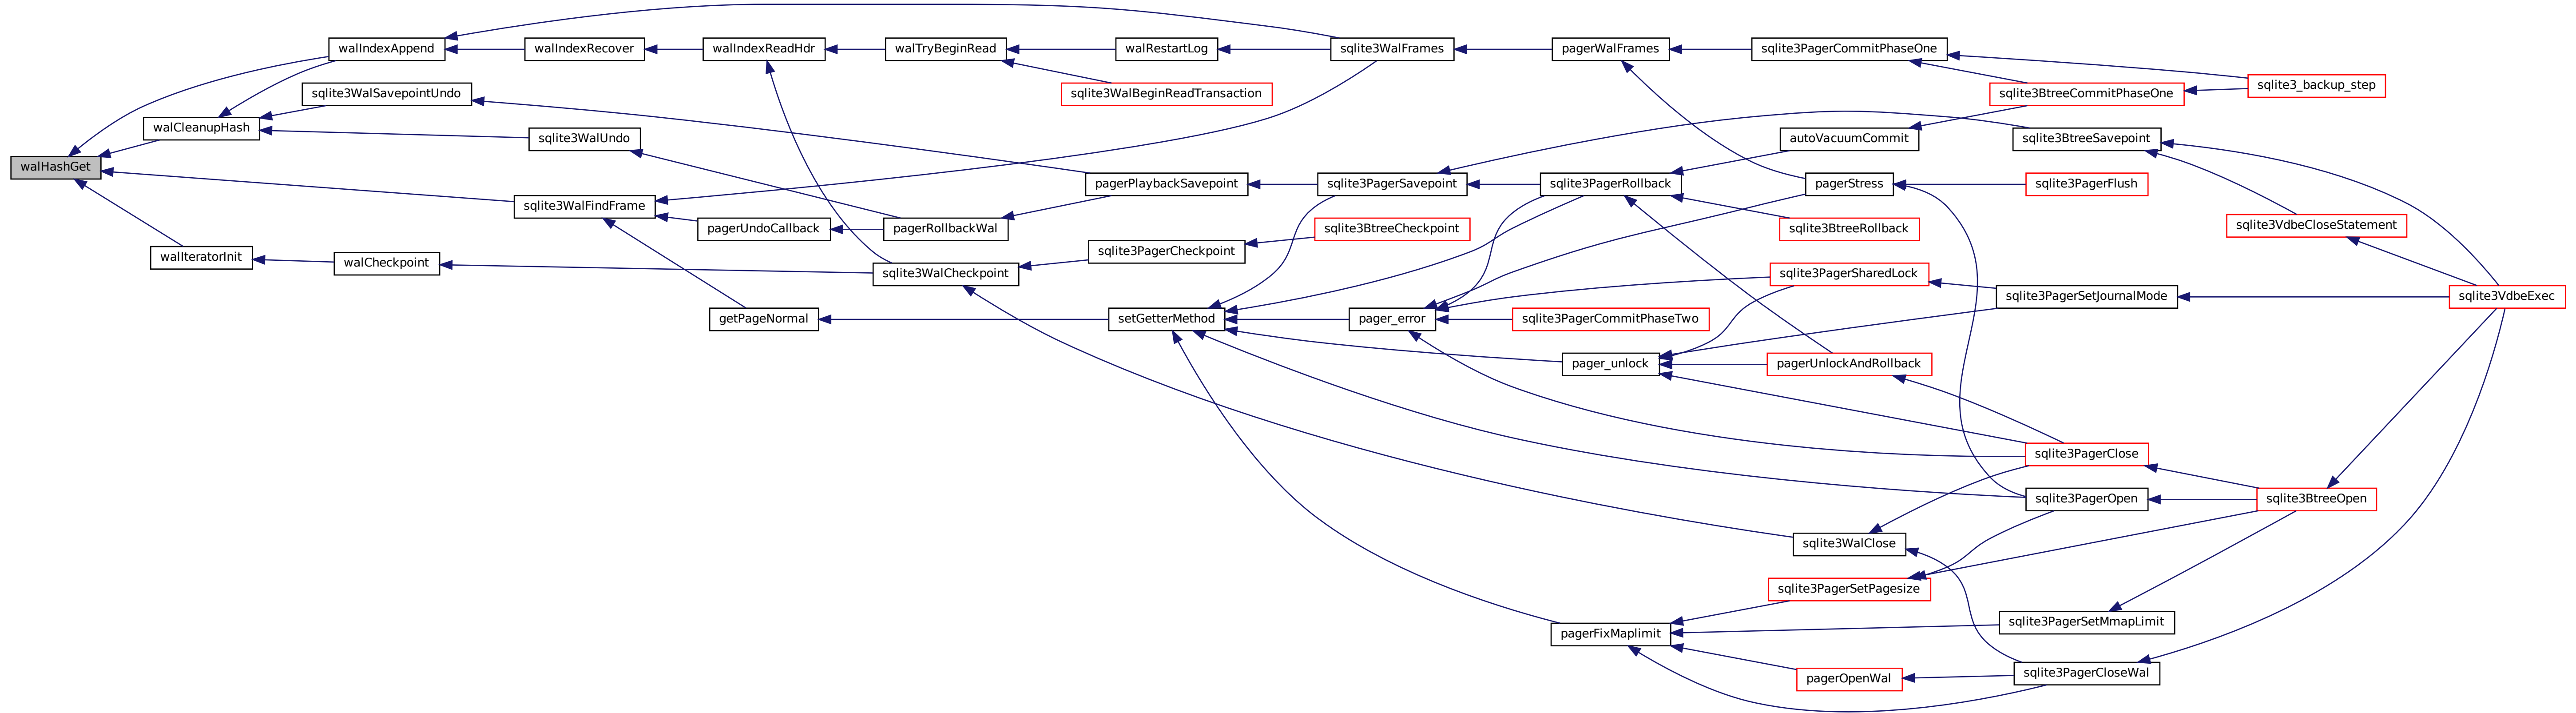 walHashGet
walIndexAppend
walCleanupHash
sqlite3WalSavepointUndo
sqlite3WalUndo
walIteratorInit
walCheckpoint
sqlite3WalFindFrame
walIndexRecover
walIndexReadHdr
walTryBeginRead
walRestartLog
sqlite3WalBeginReadTransaction
sqlite3WalFrames
pagerWalFrames
sqlite3PagerCommitPhaseOne
sqlite3BtreeCommitPhaseOne
sqlite3_backup_step
autoVacuumCommit
sqlite3BtreeSavepoint
pagerPlaybackSavepoint
sqlite3PagerSavepoint
sqlite3PagerRollback
pagerStress
sqlite3PagerFlush
pagerUndoCallback
pagerRollbackWal
sqlite3BtreeRollback
sqlite3VdbeCloseStatement
sqlite3BtreeCheckpoint
sqlite3PagerCheckpoint
sqlite3WalCheckpoint
sqlite3PagerSharedLock
sqlite3PagerSetJournalMode
sqlite3VdbeExec
getPageNormal
setGetterMethod
pager_error
sqlite3PagerCommitPhaseTwo
pager_unlock
pagerUnlockAndRollback
sqlite3PagerClose
sqlite3PagerOpen
sqlite3BtreeOpen
sqlite3WalClose
sqlite3PagerSetPagesize
sqlite3PagerSetMmapLimit
pagerFixMaplimit
pagerOpenWal
sqlite3PagerCloseWal